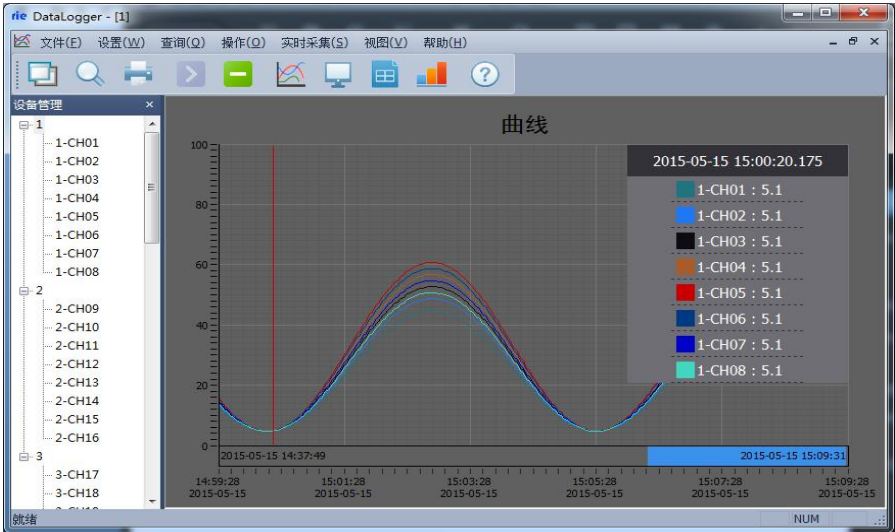 rie DataLogger - [1]
文件(F) 设置(W) 查询(Q) 操作(O) 实时采集(S) 视图(V) 帮助(H)
设备管理
1
1-CH01
1-CH02
1-CH03
1-CH04
1-CH05
1-CH06
1-CH07
1-CH08
2
2-CH09
2-CH10
2-CH11
2-CH12
2-CH13
2-CH14
2-CH15
2-CH16
3
3-CH17
3-CH18
曲线
100
80
60
40
20
0
2015-05-15 15:00:20.175
1-CH01 : 5.1
1-CH02 : 5.1
1-CH03 : 5.1
1-CH04 : 5.1
1-CH05 : 5.1
1-CH06 : 5.1
1-CH07 : 5.1
1-CH08 : 5.1
2015-05-15 14:37:49 2015-05-15 15:09:31
14:59:28 15:01:28 15:03:28 15:05:28 15:07:28 15:09:28
2015-05-15 2015-05-15 2015-05-15 2015-05-15 2015-05-15 2015-05-15
就绪 NUM